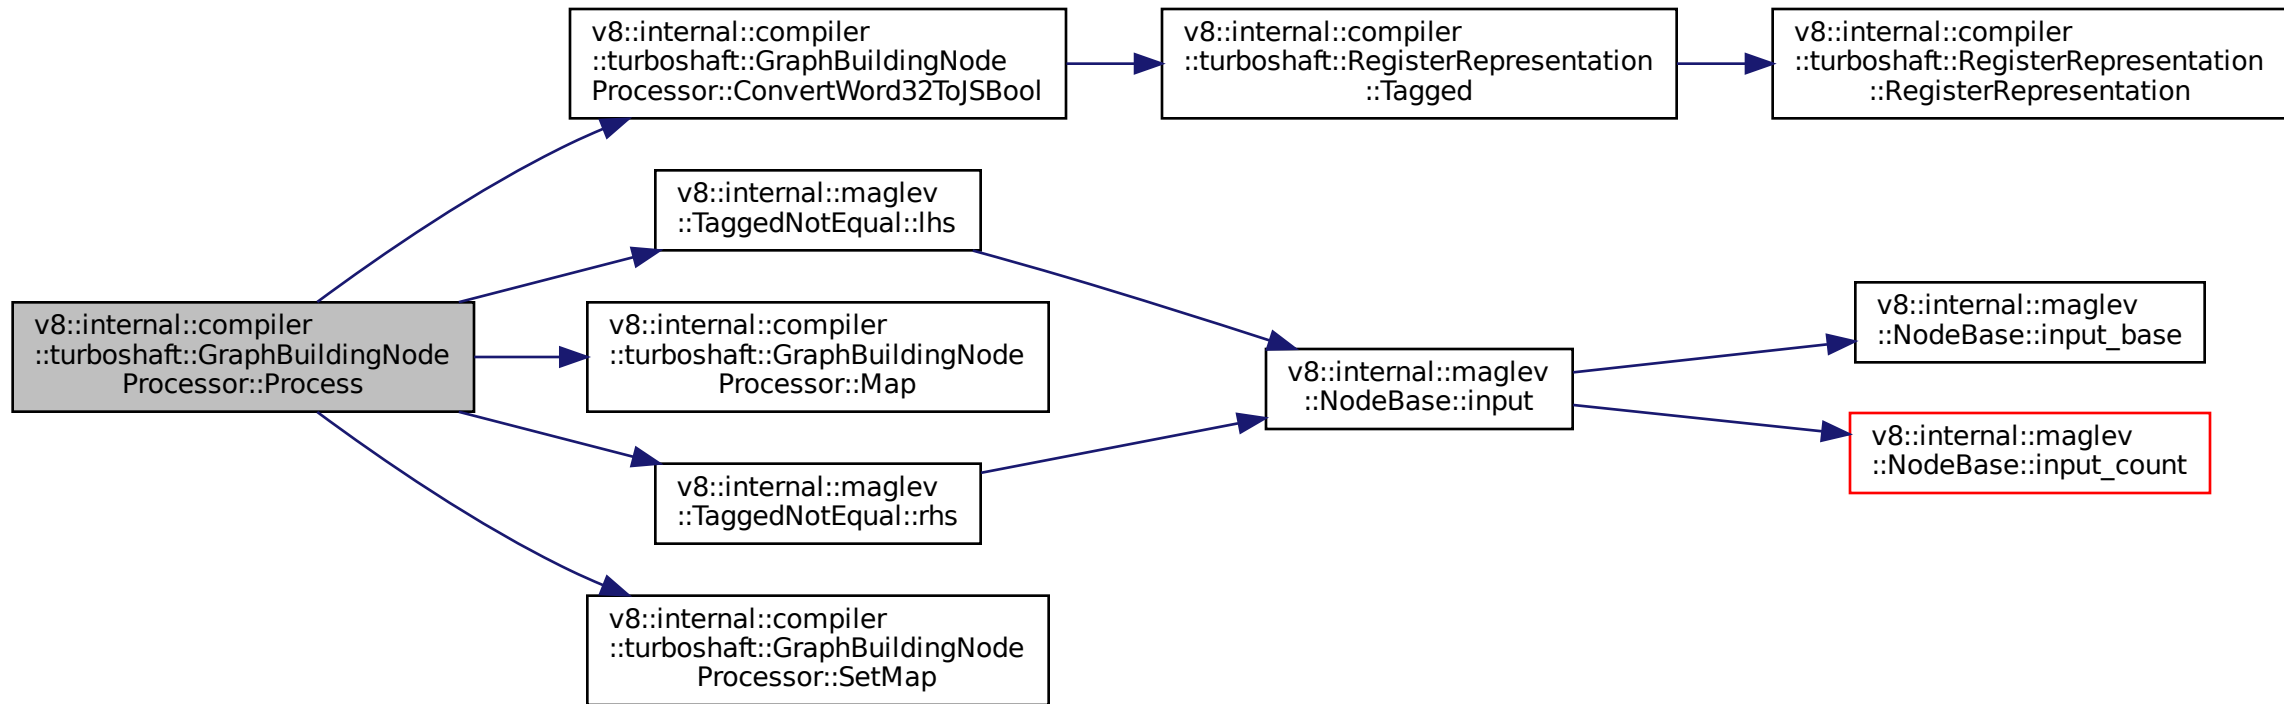 v8::internal::compiler
::turboshaft::GraphBuildingNode
Processor::Process
v8::internal::compiler
::turboshaft::GraphBuildingNode
Processor::ConvertWord32ToJSBool
v8::internal::compiler
::turboshaft::RegisterRepresentation
::Tagged
v8::internal::compiler
::turboshaft::RegisterRepresentation
::RegisterRepresentation
v8::internal::maglev
::TaggedNotEqual::lhs
v8::internal::compiler
::turboshaft::GraphBuildingNode
Processor::Map
v8::internal::maglev
::TaggedNotEqual::rhs
v8::internal::compiler
::turboshaft::GraphBuildingNode
Processor::SetMap
v8::internal::maglev
::NodeBase::input
v8::internal::maglev
::NodeBase::input_base
v8::internal::maglev
::NodeBase::input_count